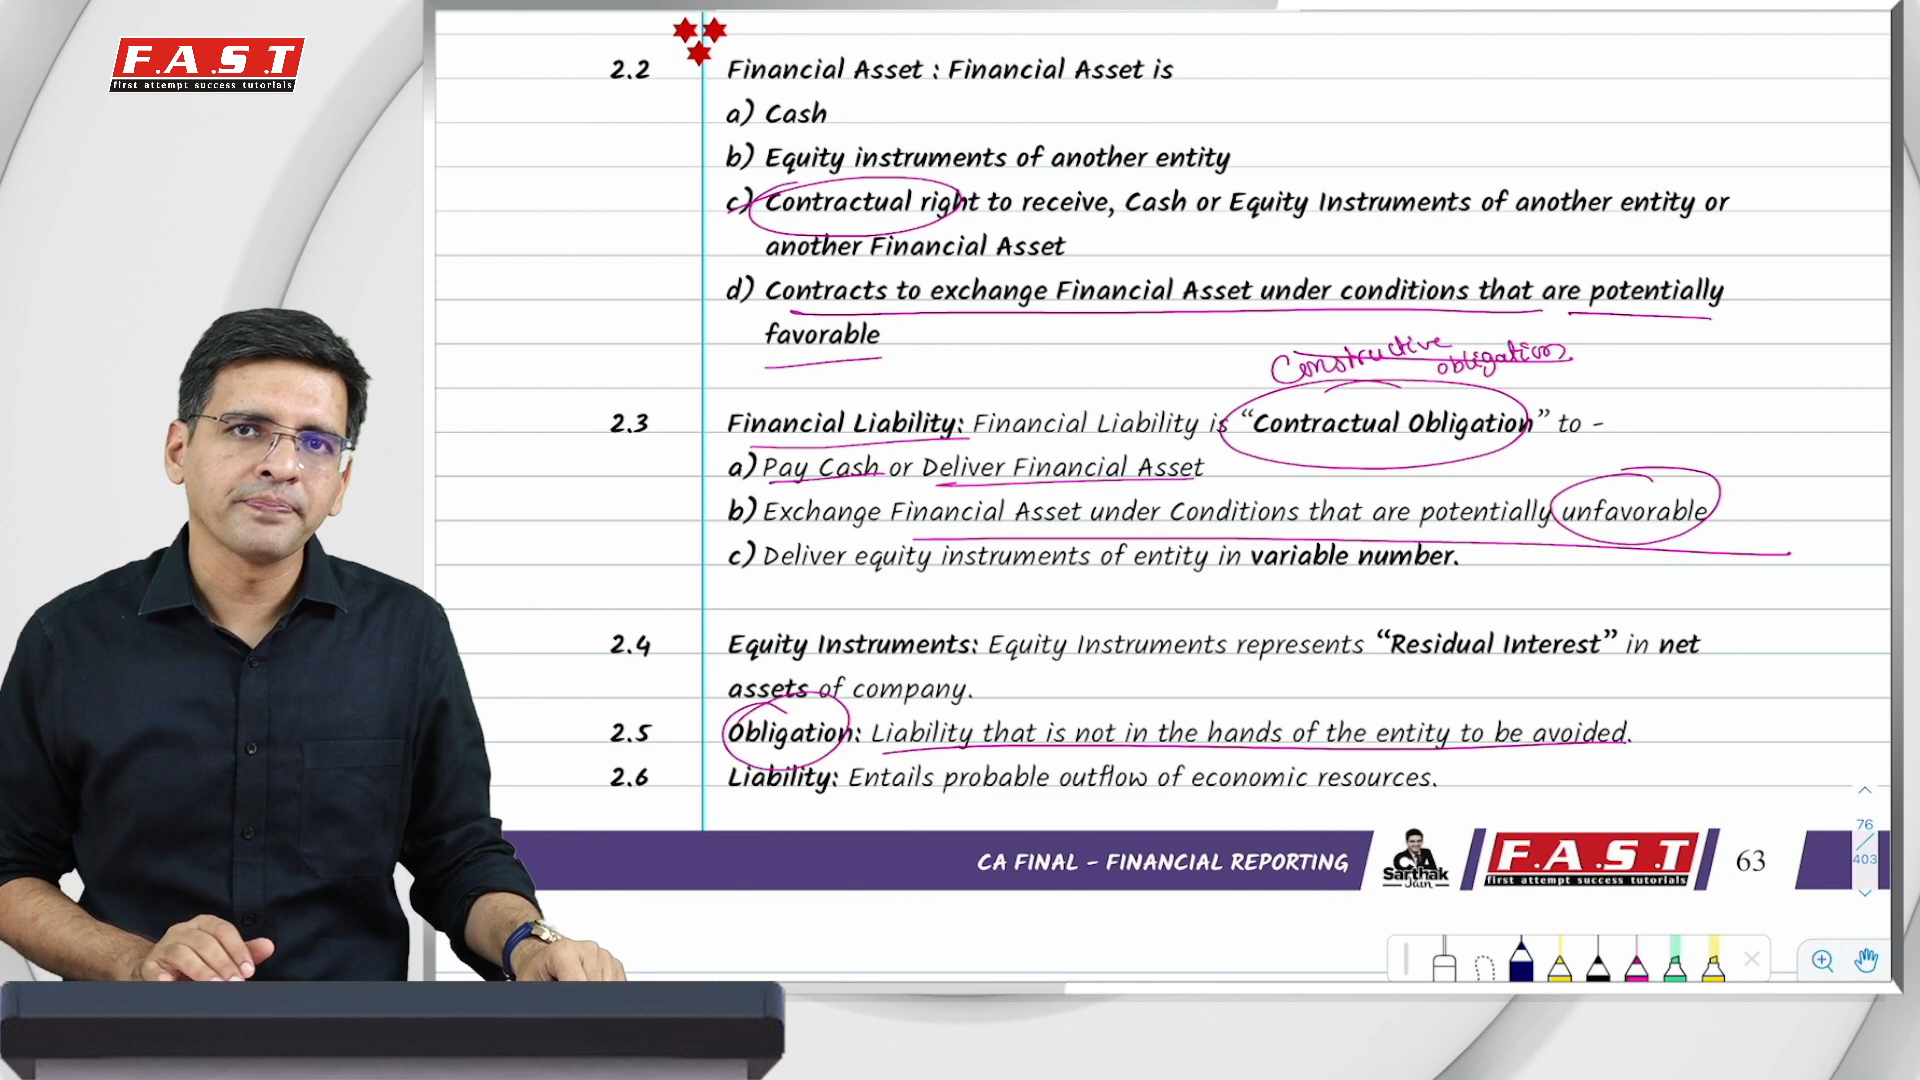 F.A.S.T
first attempt success tutorials
2.2 Financial Asset : Financial Asset is
a) Cash
b) Equity instruments of another entity
c) Contractual right to receive, Cash or Equity Instruments of another entity or
another Financial Asset
d) Contracts to exchange Financial Asset under conditions that are potentially
favorable
Constructive
obligation
2.3 Financial Liability: Financial Liability is “Contractual Obligation” to -
a) Pay Cash or Deliver Financial Asset
b) Exchange Financial Asset under Conditions that are potentially unfavorable
c) Deliver equity instruments of entity in variable number.
2.4 Equity Instruments: Equity Instruments represents “Residual Interest” in net
assets of company.
2.5 Obligation: Liability that is not in the hands of the entity to be avoided.
2.6 Liability: Entails probable outflow of economic resources.
CA FINAL - FINANCIAL REPORTING
CA
Sarthak
Jain
F.A.S.T
first attempt success tutorials
63
76
403